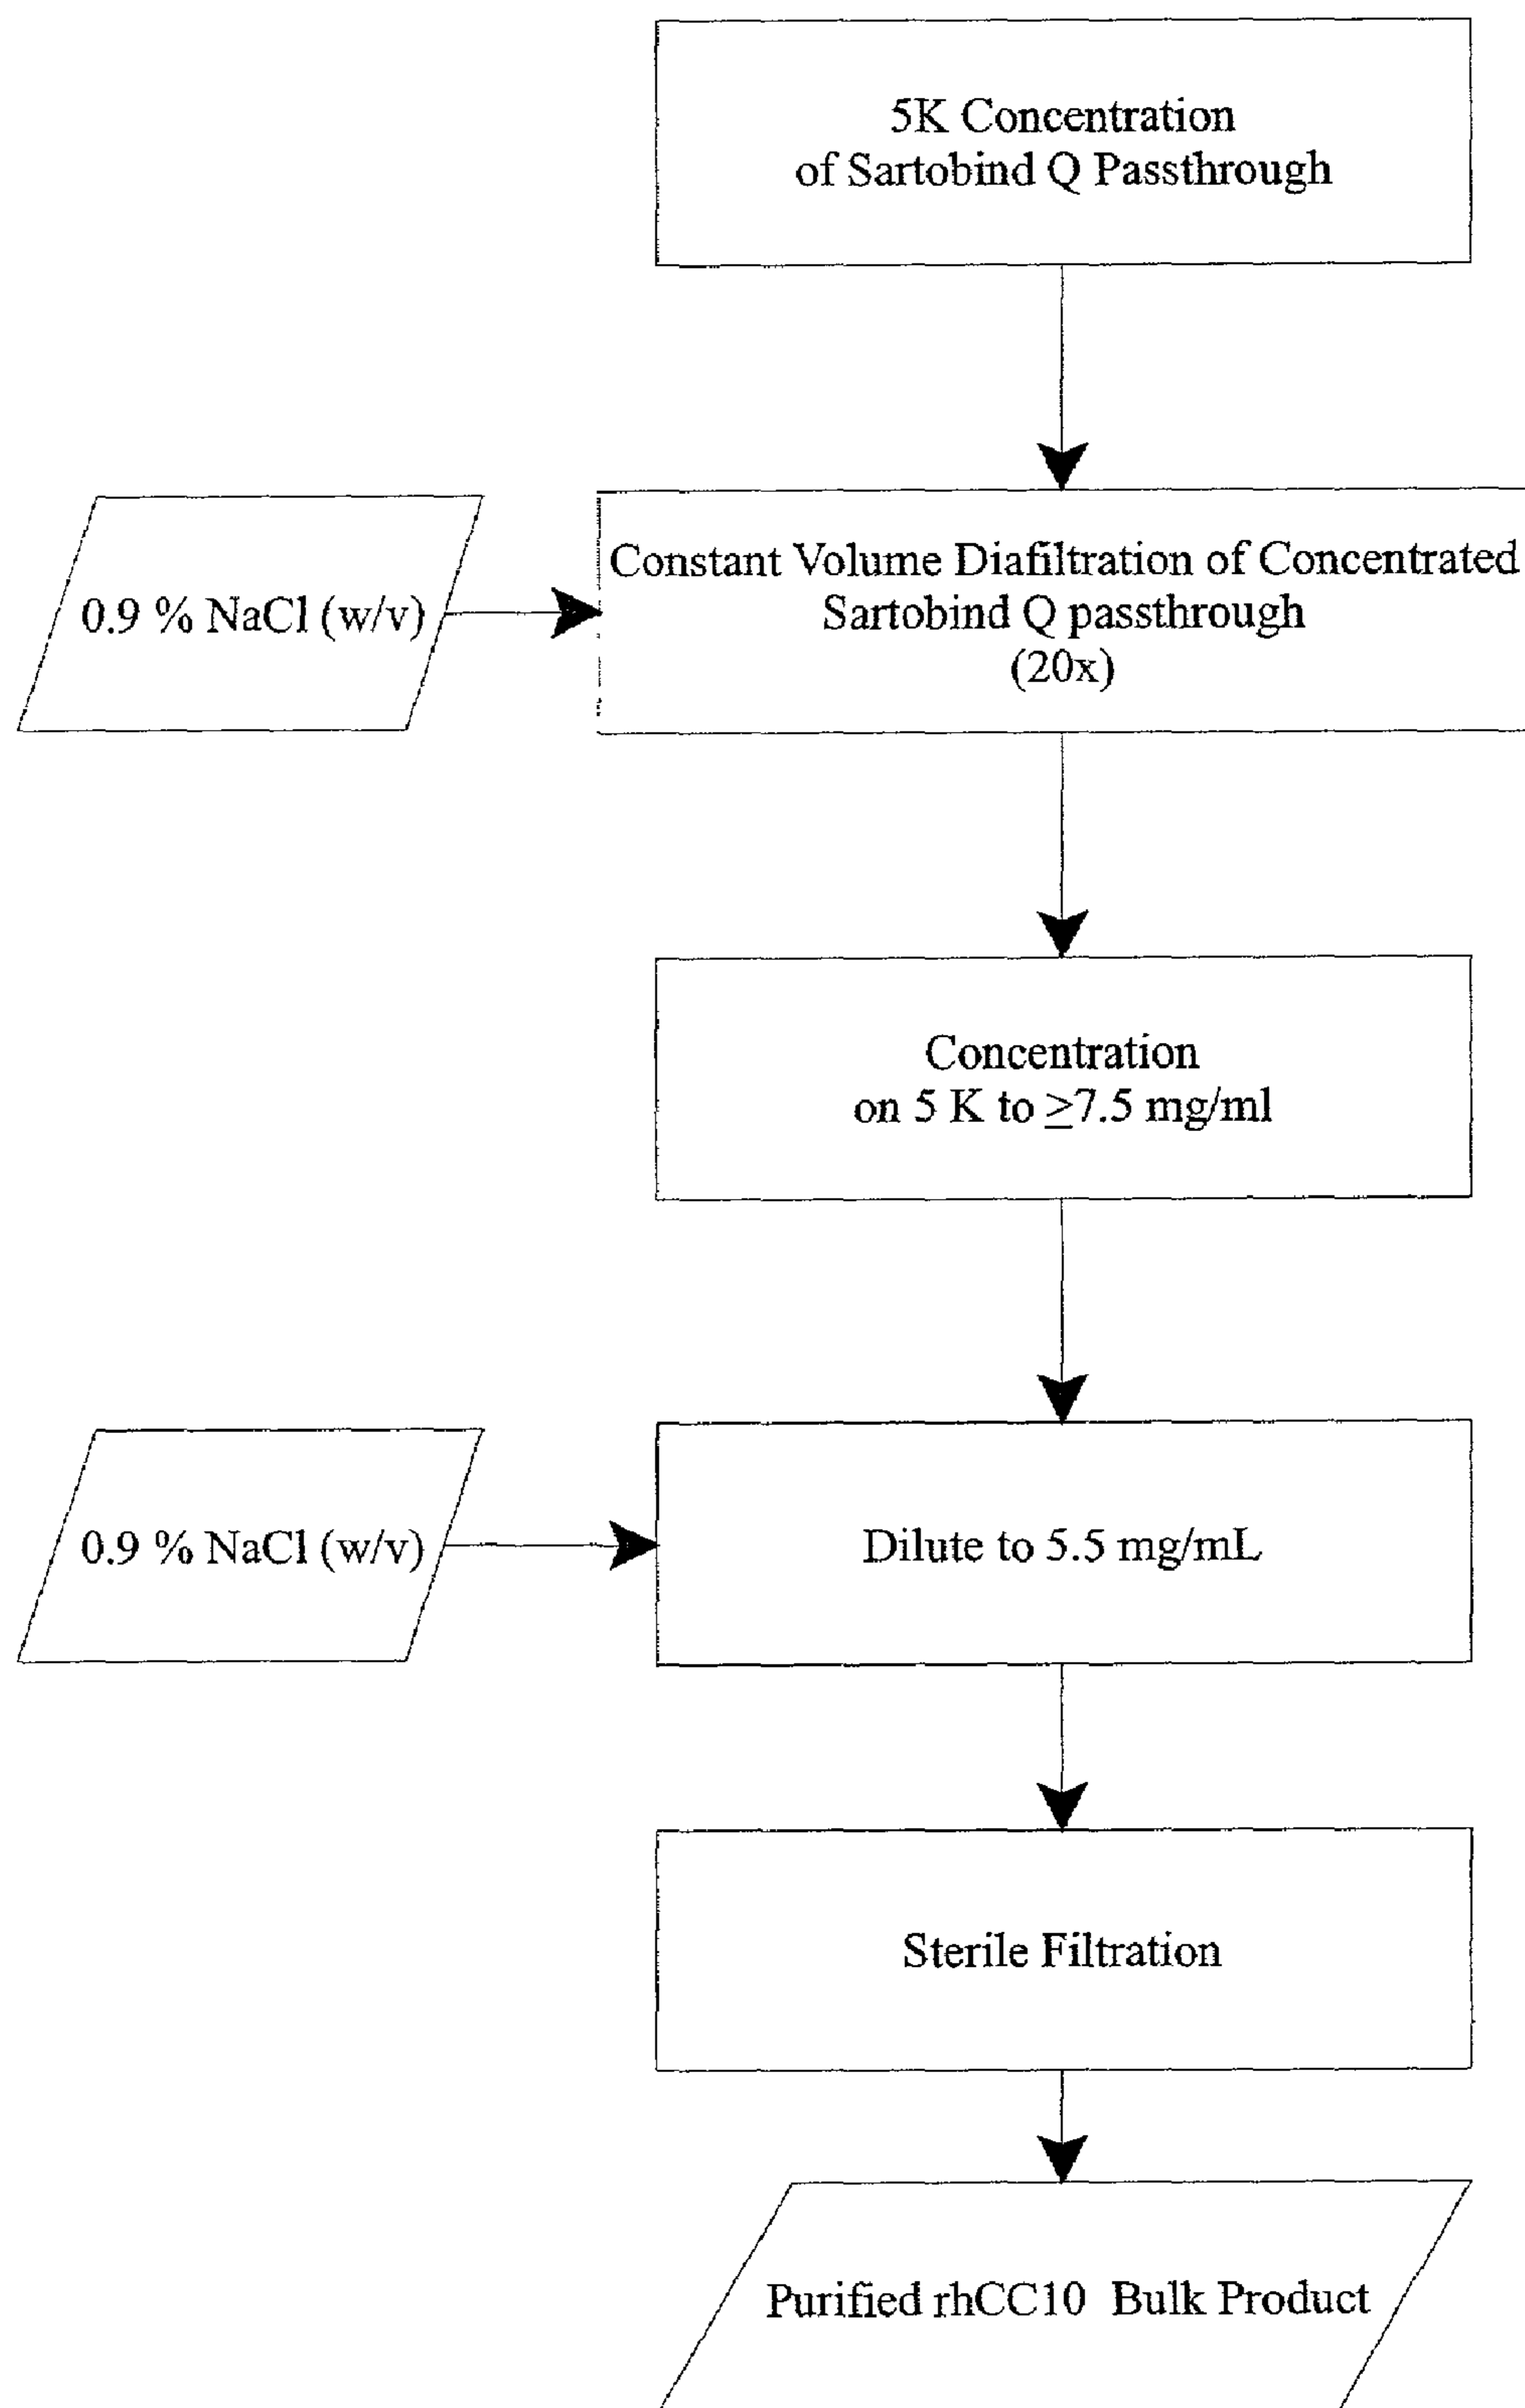 5K Concentration
of Sartobind Q Passthrough
0.9 % NaCl (w/v)
Constant Volume Diafiltration of Concentrated
Sartobind Q passthrough
(20x)
Concentration
on 5 K to ≥7.5 mg/ml
0.9 % NaCl (w/v)
Dilute to 5.5 mg/mL
Sterile Filtration
Purified rhCC10 Bulk Product